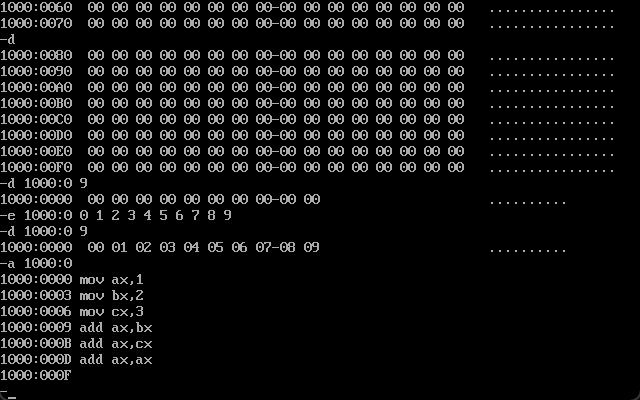 1000:0060  00 00 00 00 00 00 00 00-00 00 00 00 00 00 00 00   ................
1000:0070  00 00 00 00 00 00 00 00-00 00 00 00 00 00 00 00   ................
-d
1000:0080  00 00 00 00 00 00 00 00-00 00 00 00 00 00 00 00   ................
1000:0090  00 00 00 00 00 00 00 00-00 00 00 00 00 00 00 00   ................
1000:00A0  00 00 00 00 00 00 00 00-00 00 00 00 00 00 00 00   ................
1000:00B0  00 00 00 00 00 00 00 00-00 00 00 00 00 00 00 00   ................
1000:00C0  00 00 00 00 00 00 00 00-00 00 00 00 00 00 00 00   ................
1000:00D0  00 00 00 00 00 00 00 00-00 00 00 00 00 00 00 00   ................
1000:00E0  00 00 00 00 00 00 00 00-00 00 00 00 00 00 00 00   ................
1000:00F0  00 00 00 00 00 00 00 00-00 00 00 00 00 00 00 00   ................
-d 1000:0 9
1000:0000  00 00 00 00 00 00 00 00-00 00                     ..........
-e 1000:0 0 1 2 3 4 5 6 7 8 9
-d 1000:0 9
1000:0000  00 01 02 03 04 05 06 07-08 09                     ..........
-a 1000:0
1000:0000 mov ax,1
1000:0003 mov bx,2
1000:0006 mov cx,3
1000:0009 add ax,bx
1000:000B add ax,cx
1000:000D add ax,ax
1000:000F
-_